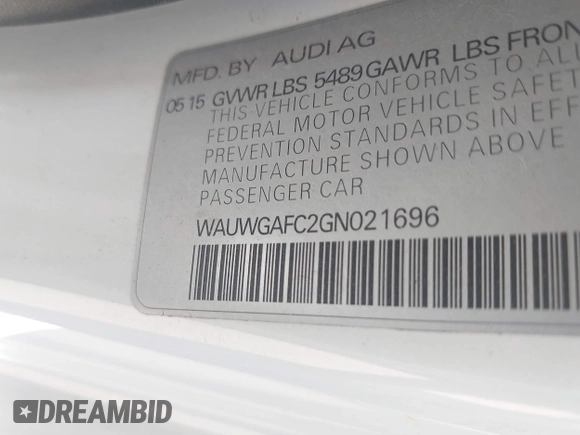 MFD. BY AUDI AG
05 15 GVWR LBS 5489 GAWR LBS FRON
THIS VEHICLE CONFORMS TO ALL
FEDERAL MOTOR VEHICLE SAFET
PREVENTION STANDARDS IN EFF
MANUFACTURE SHOWN ABOVE
PASSENGER CAR
WAUWGAFC2GN021696
DREAMBID